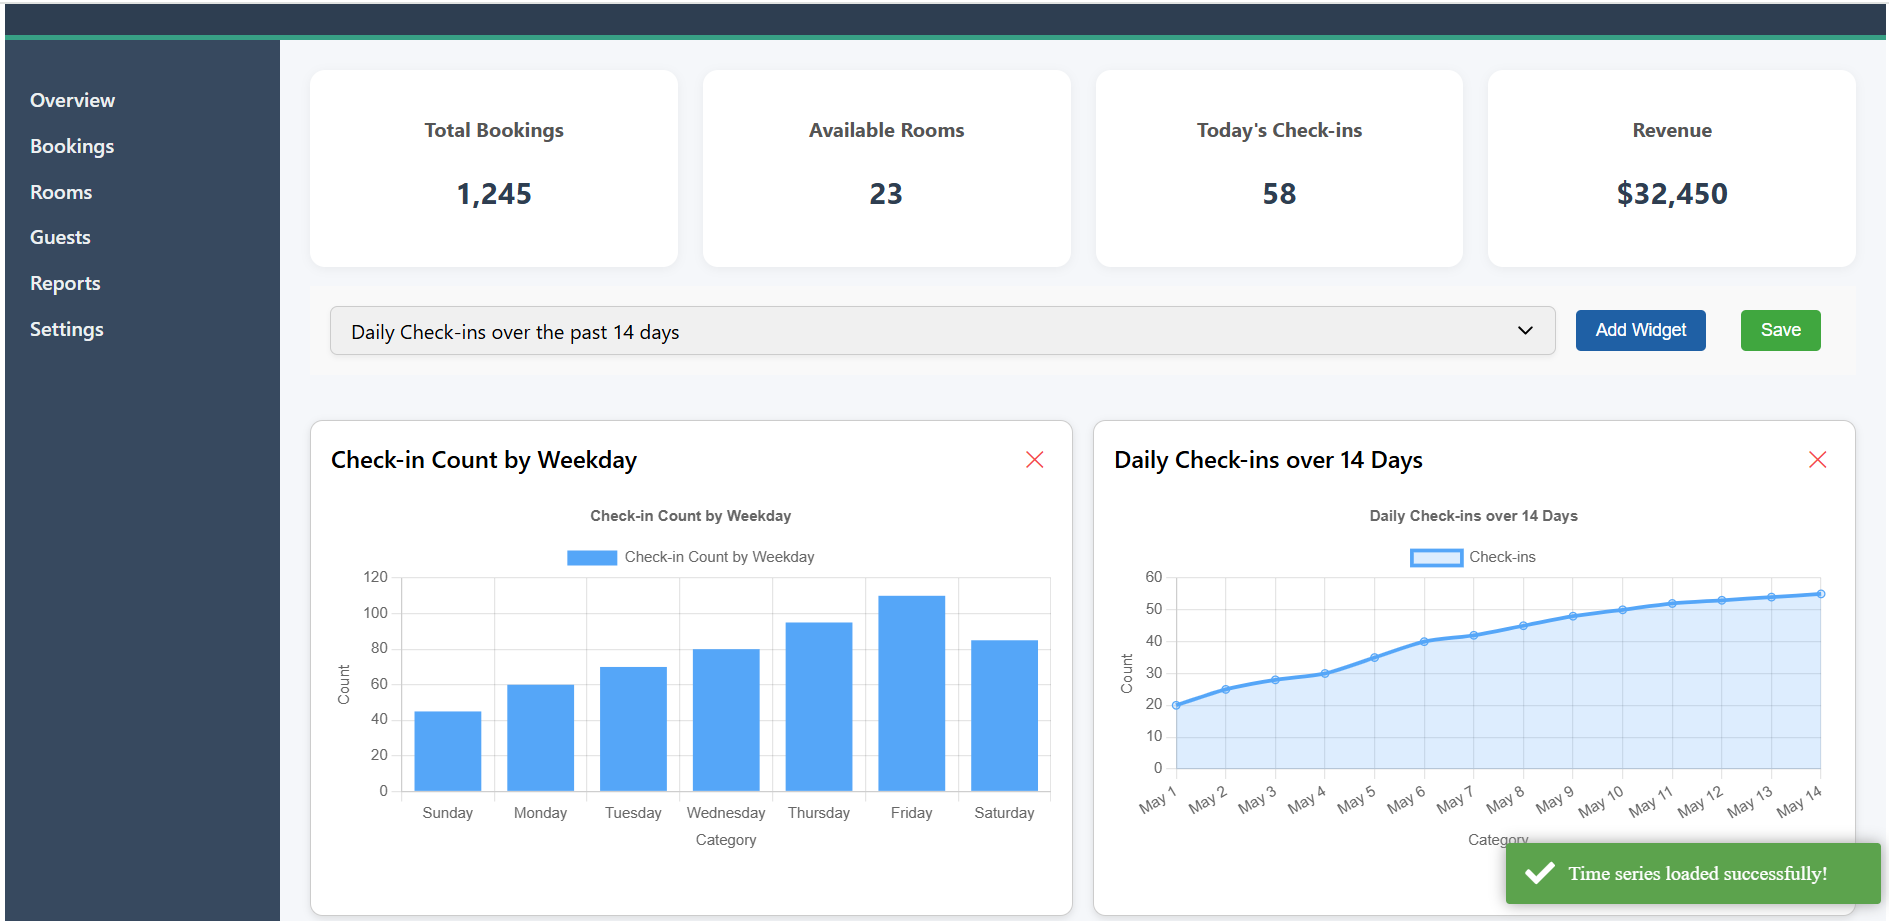 Overview
Bookings
Rooms
Guests
Reports
Settings
Total Bookings
1,245
Available Rooms
23
Today's Check-ins
58
Revenue
$32,450
Daily Check-ins over the past 14 days
Add Widget
Save
Check-in Count by Weekday
Check-in Count by Weekday
Check-in Count by Weekday
120
100
80
60
40
20
0
Count
Sunday Monday Tuesday Wednesday Thursday Friday Saturday
Category
Daily Check-ins over 14 Days
Daily Check-ins over 14 Days
Check-ins
60
50
40
30
20
10
0
Count
May 1 May 2 May 3 May 4 May 5 May 6 May 7 May 8 May 9 May 10 May 11 May 12 May 13 May 14
Category
Time series loaded successfully!